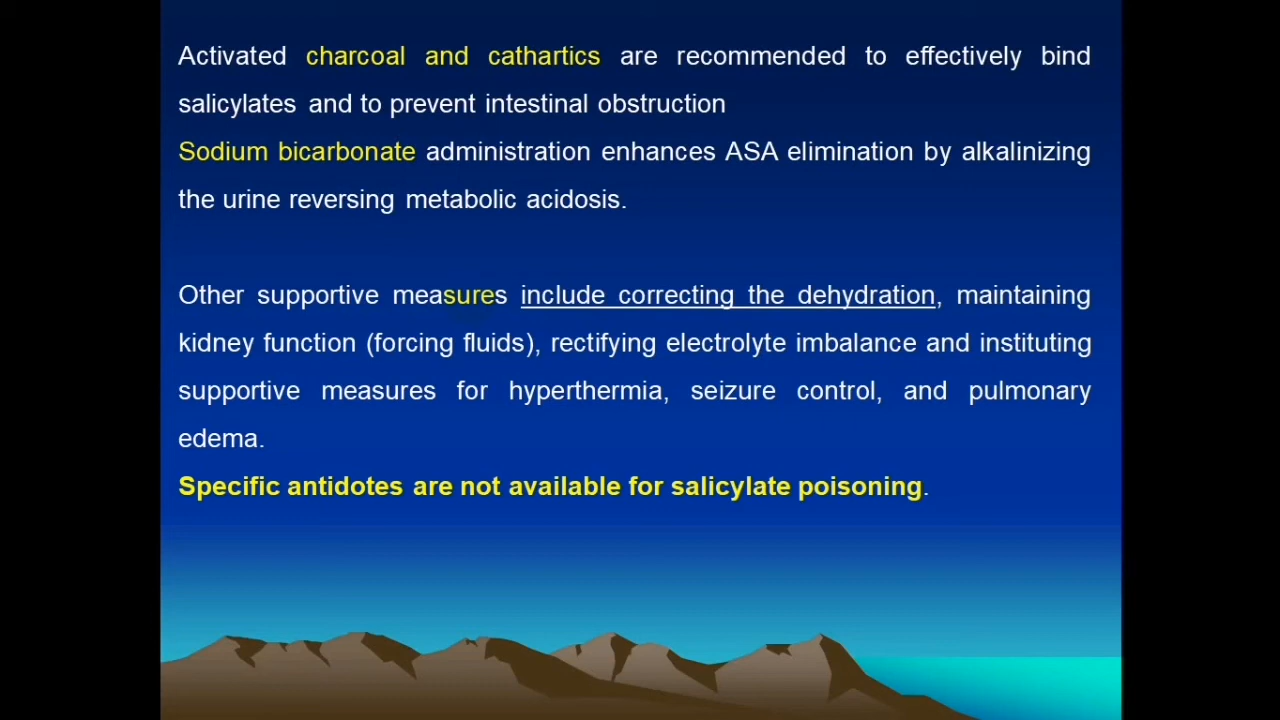 Activated charcoal and cathartics are recommended to effectively bind
salicylates and to prevent intestinal obstruction
Sodium bicarbonate administration enhances ASA elimination by alkalinizing
the urine reversing metabolic acidosis.
Other supportive measures include correcting the dehydration, maintaining
kidney function (forcing fluids), rectifying electrolyte imbalance and instituting
supportive measures for hyperthermia, seizure control, and pulmonary
edema.
Specific antidotes are not available for salicylate poisoning.